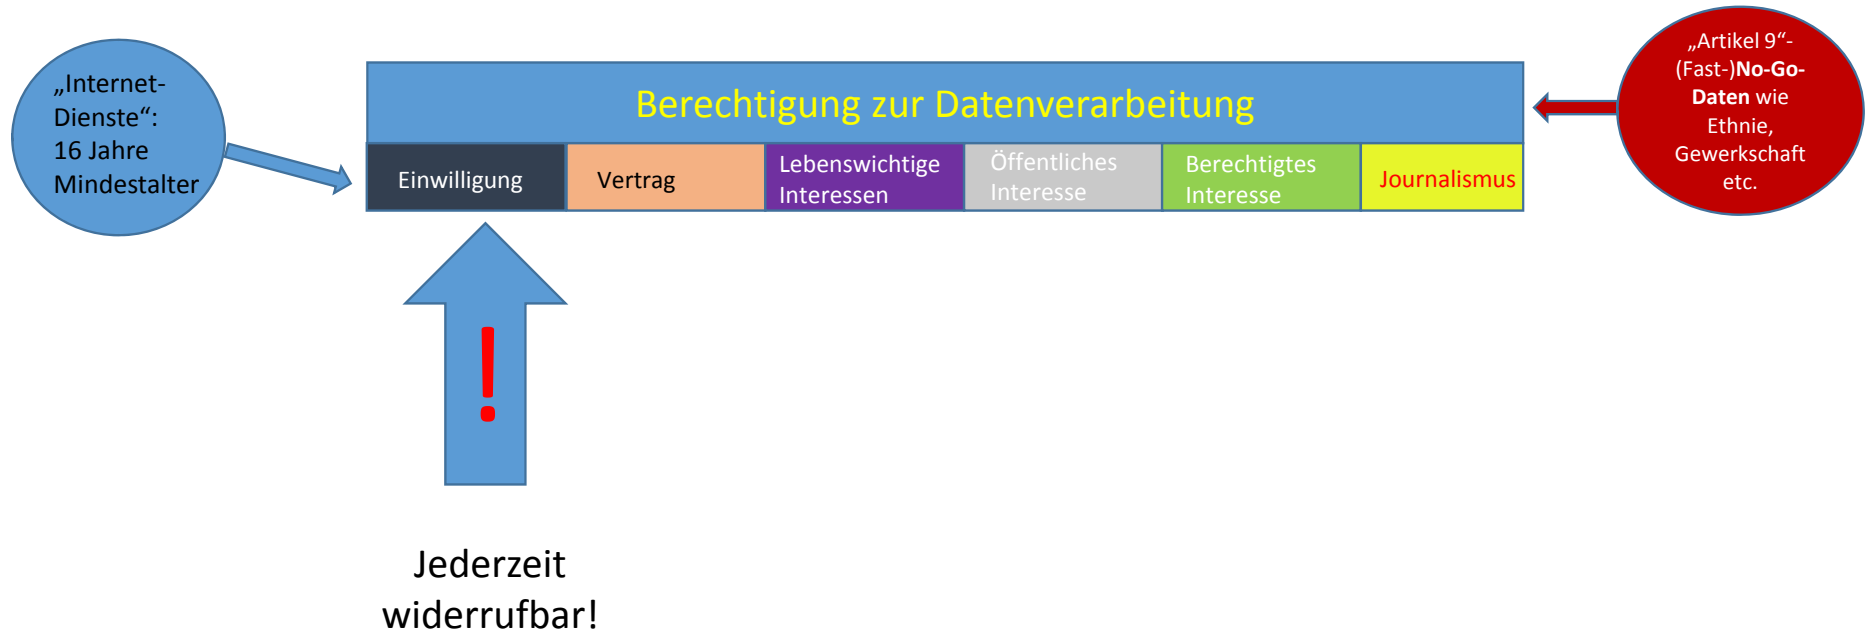 „Internet-
Dienste“:
16 Jahre
Mindestalter
Berechtigung zur Datenverarbeitung
„Artikel 9“-
(Fast-)No-Go-
Daten wie
Ethnie,
Gewerkschaft
etc.
Einwilligung
Vertrag
Lebenswichtige
Interessen
Öffentliches
Interesse
Berechtigtes
Interesse
Journalismus
!
Jederzeit
widerrufbar!